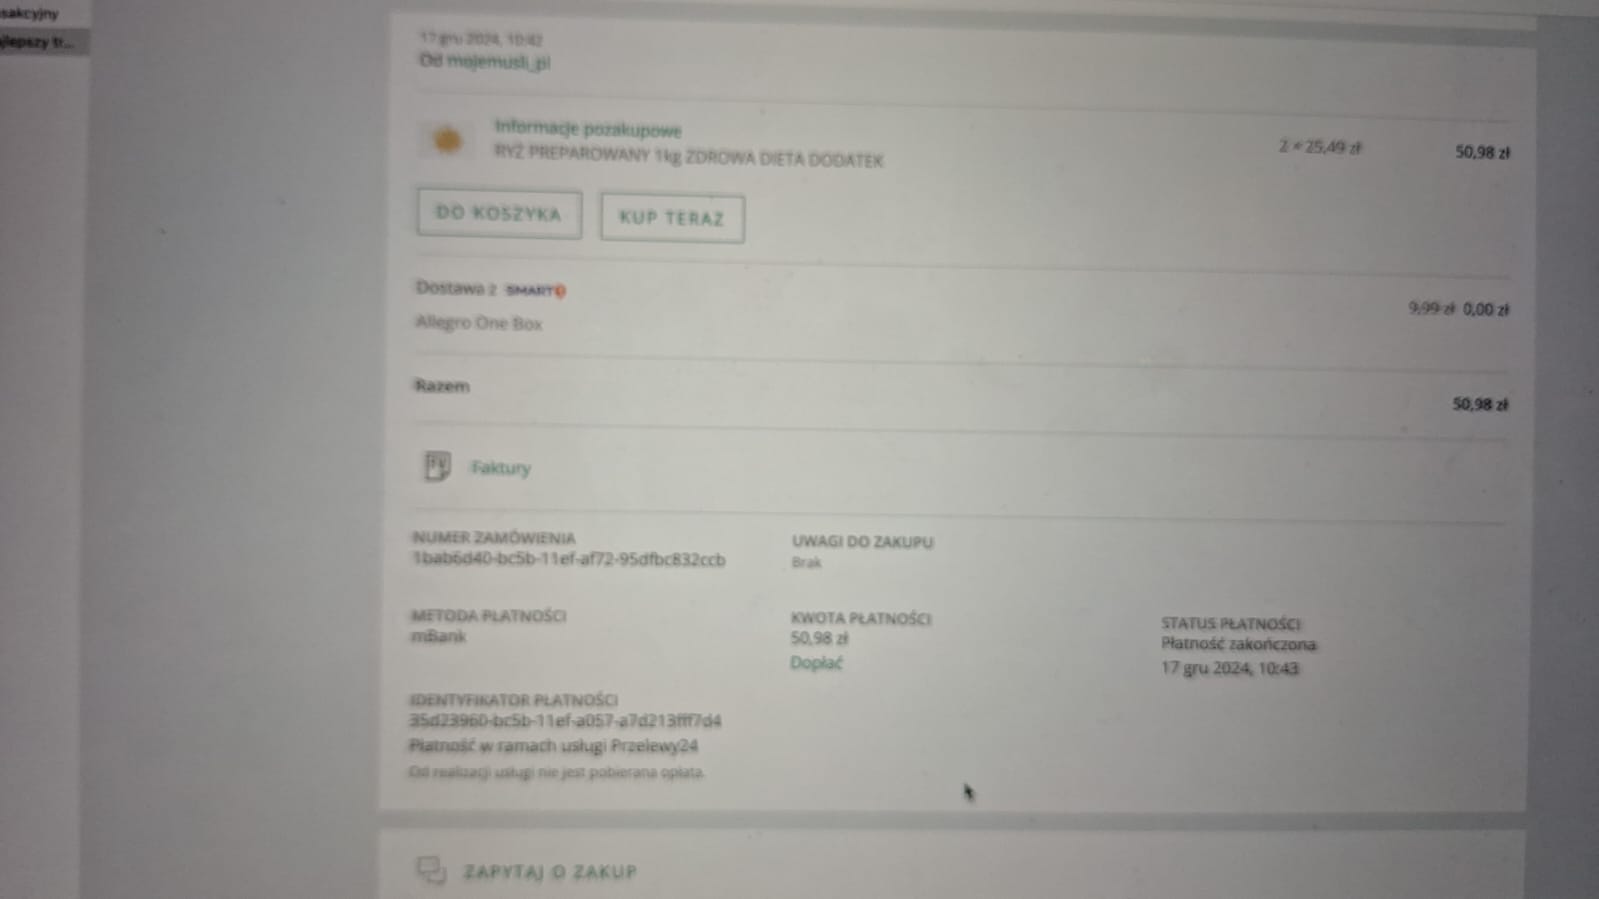 sakcyjny
jlepszy tr...
17 gru 2024, 10:42
Od mojemusli_pl
Informacje pozakupowe
RYŻ PREPAROWANY 1kg ZDROWA DIETA DODATEK
2 × 25,49 zł
50,98 zł
DO KOSZYKA
KUP TERAZ
Dostawa z SMART!
9,99 zł 0,00 zł
Allegro One Box
Razem
50,98 zł
FV
Faktury
NUMER ZAMÓWIENIA
1bab6d40-bc5b-11ef-af72-95dfbc832ccb
UWAGI DO ZAKUPU
Brak
METODA PŁATNOŚCI
mBank
KWOTA PŁATNOŚCI
50,98 zł
Dopłać
STATUS PŁATNOŚCI
Płatność zakończona
17 gru 2024, 10:43
IDENTYFIKATOR PŁATNOŚCI
35d23960-bc5b-11ef-a057-a7d213fff7d4
Płatność w ramach usługi Przelewy24
Od realizacji usługi nie jest pobierana opłata.
ZAPYTAJ O ZAKUP